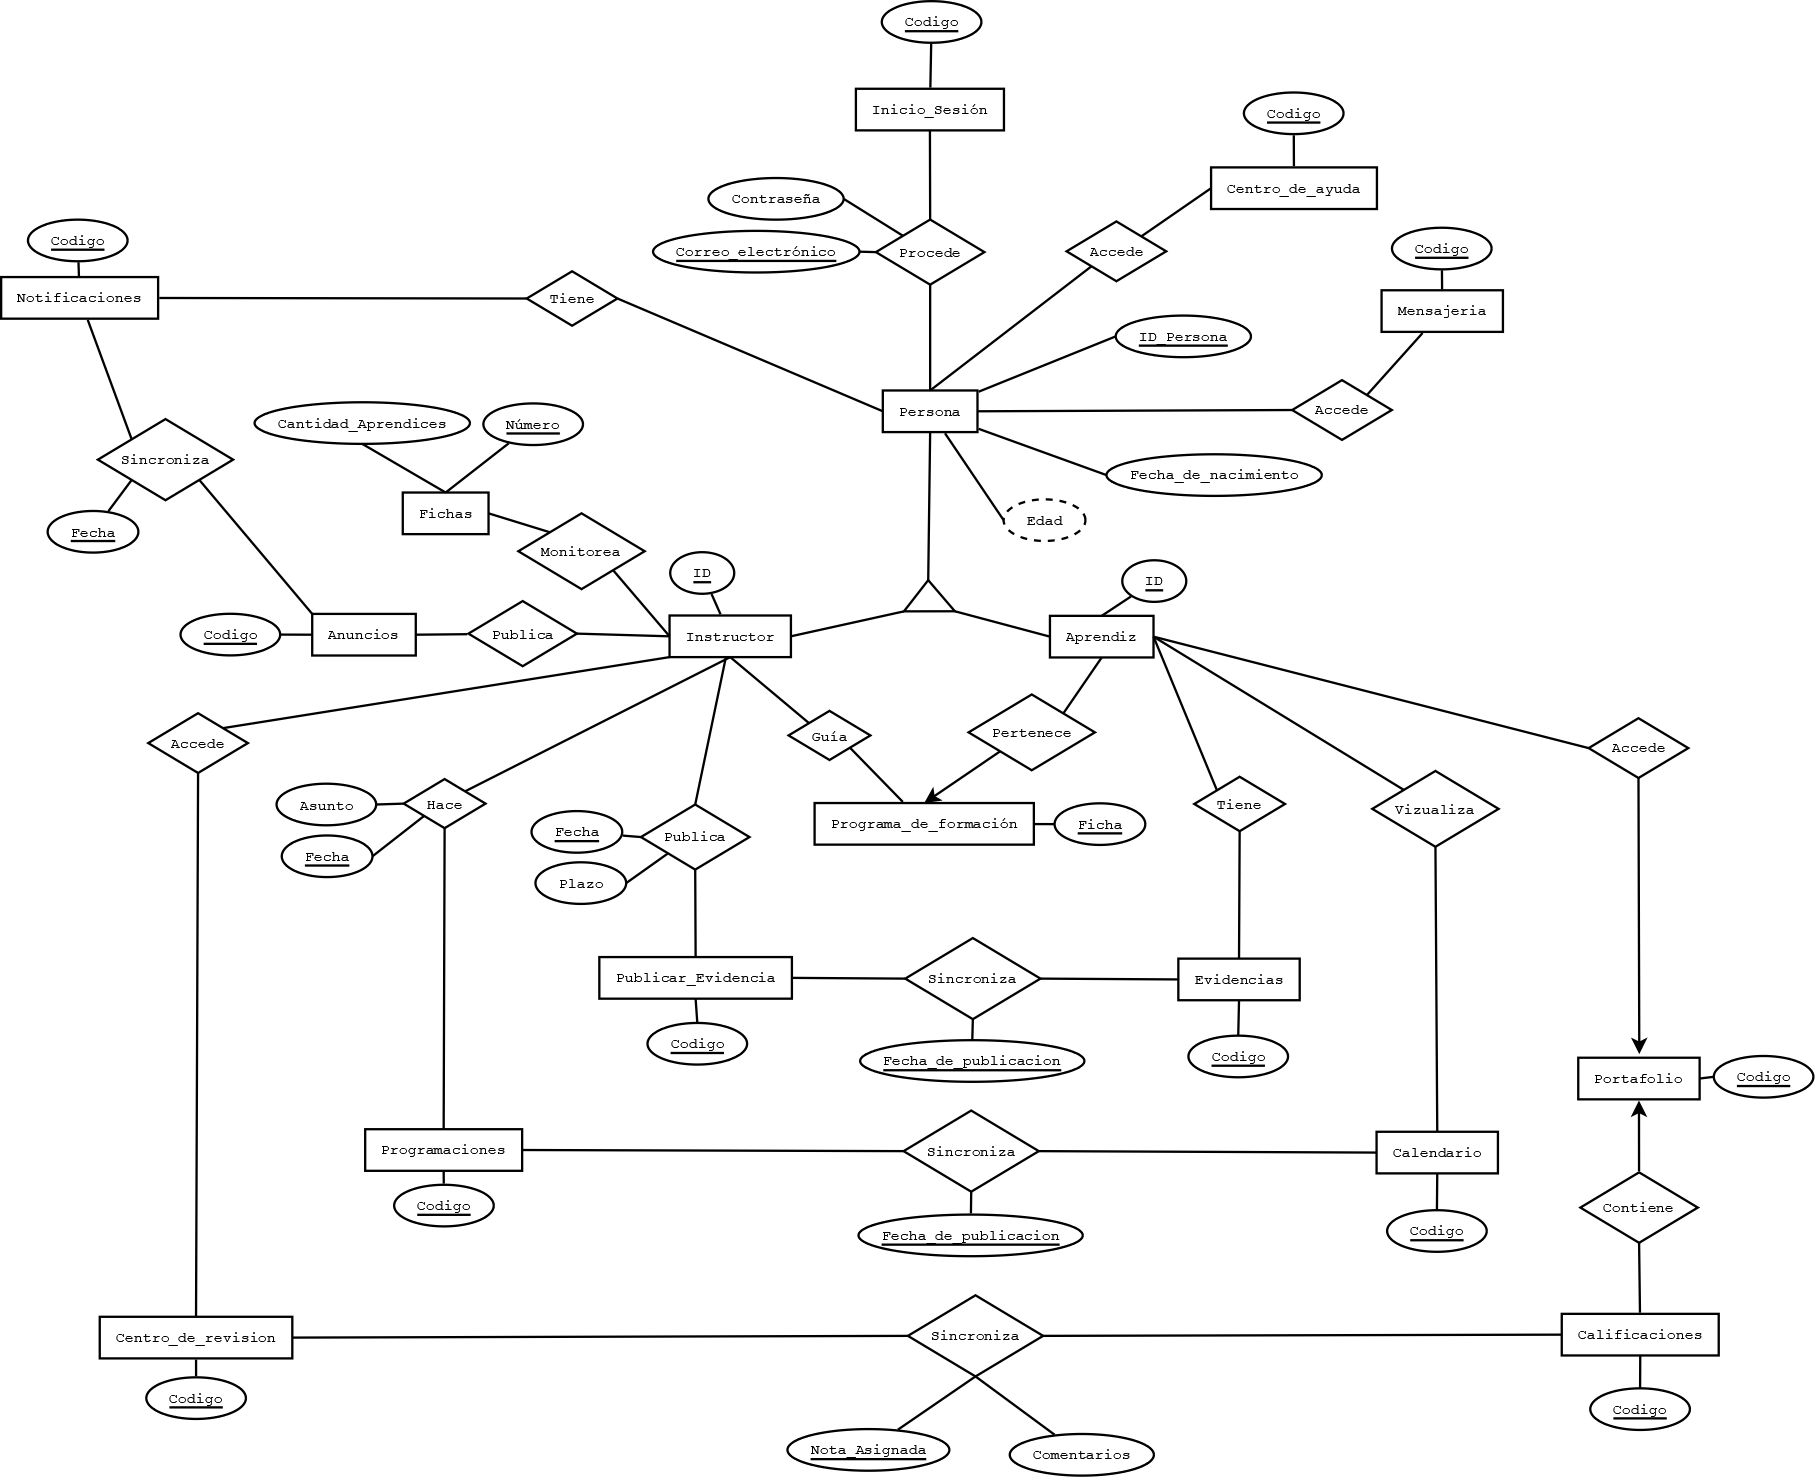 Codigo
Inicio_Sesión
Codigo
Centro_de_ayuda
Contraseña
Correo_electrónico
Procede
Accede
Codigo
Notificaciones
Tiene
Codigo
Mensajeria
ID_Persona
Persona
Accede
Cantidad_Aprendices
Número
Sincroniza
Fecha_de_nacimiento
Fichas
Edad
Fecha
Monitorea
ID
ID
Codigo
Anuncios
Publica
Instructor
Aprendiz
Accede
Guía
Pertenece
Accede
Asunto
Hace
Fecha
Fecha
Publica
Plazo
Programa_de_formación
Ficha
Tiene
Vizualiza
Publicar_Evidencia
Sincroniza
Evidencias
Codigo
Fecha_de_publicacion
Codigo
Portafolio
Codigo
Programaciones
Sincroniza
Calendario
Codigo
Fecha_de_publicacion
Codigo
Contiene
Centro_de_revision
Sincroniza
Calificaciones
Codigo
Codigo
Nota_Asignada
Comentarios